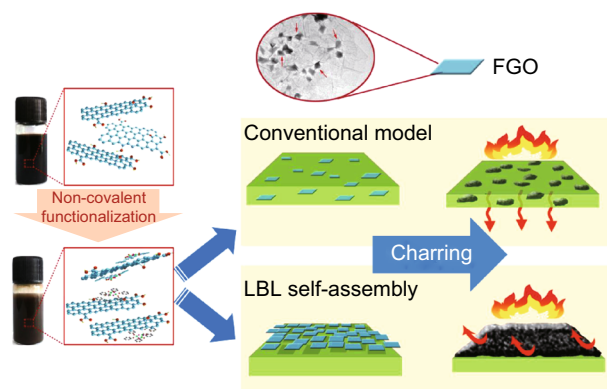 FGO
Conventional model
Non-covalent
functionalization
Charring
LBL self-assembly